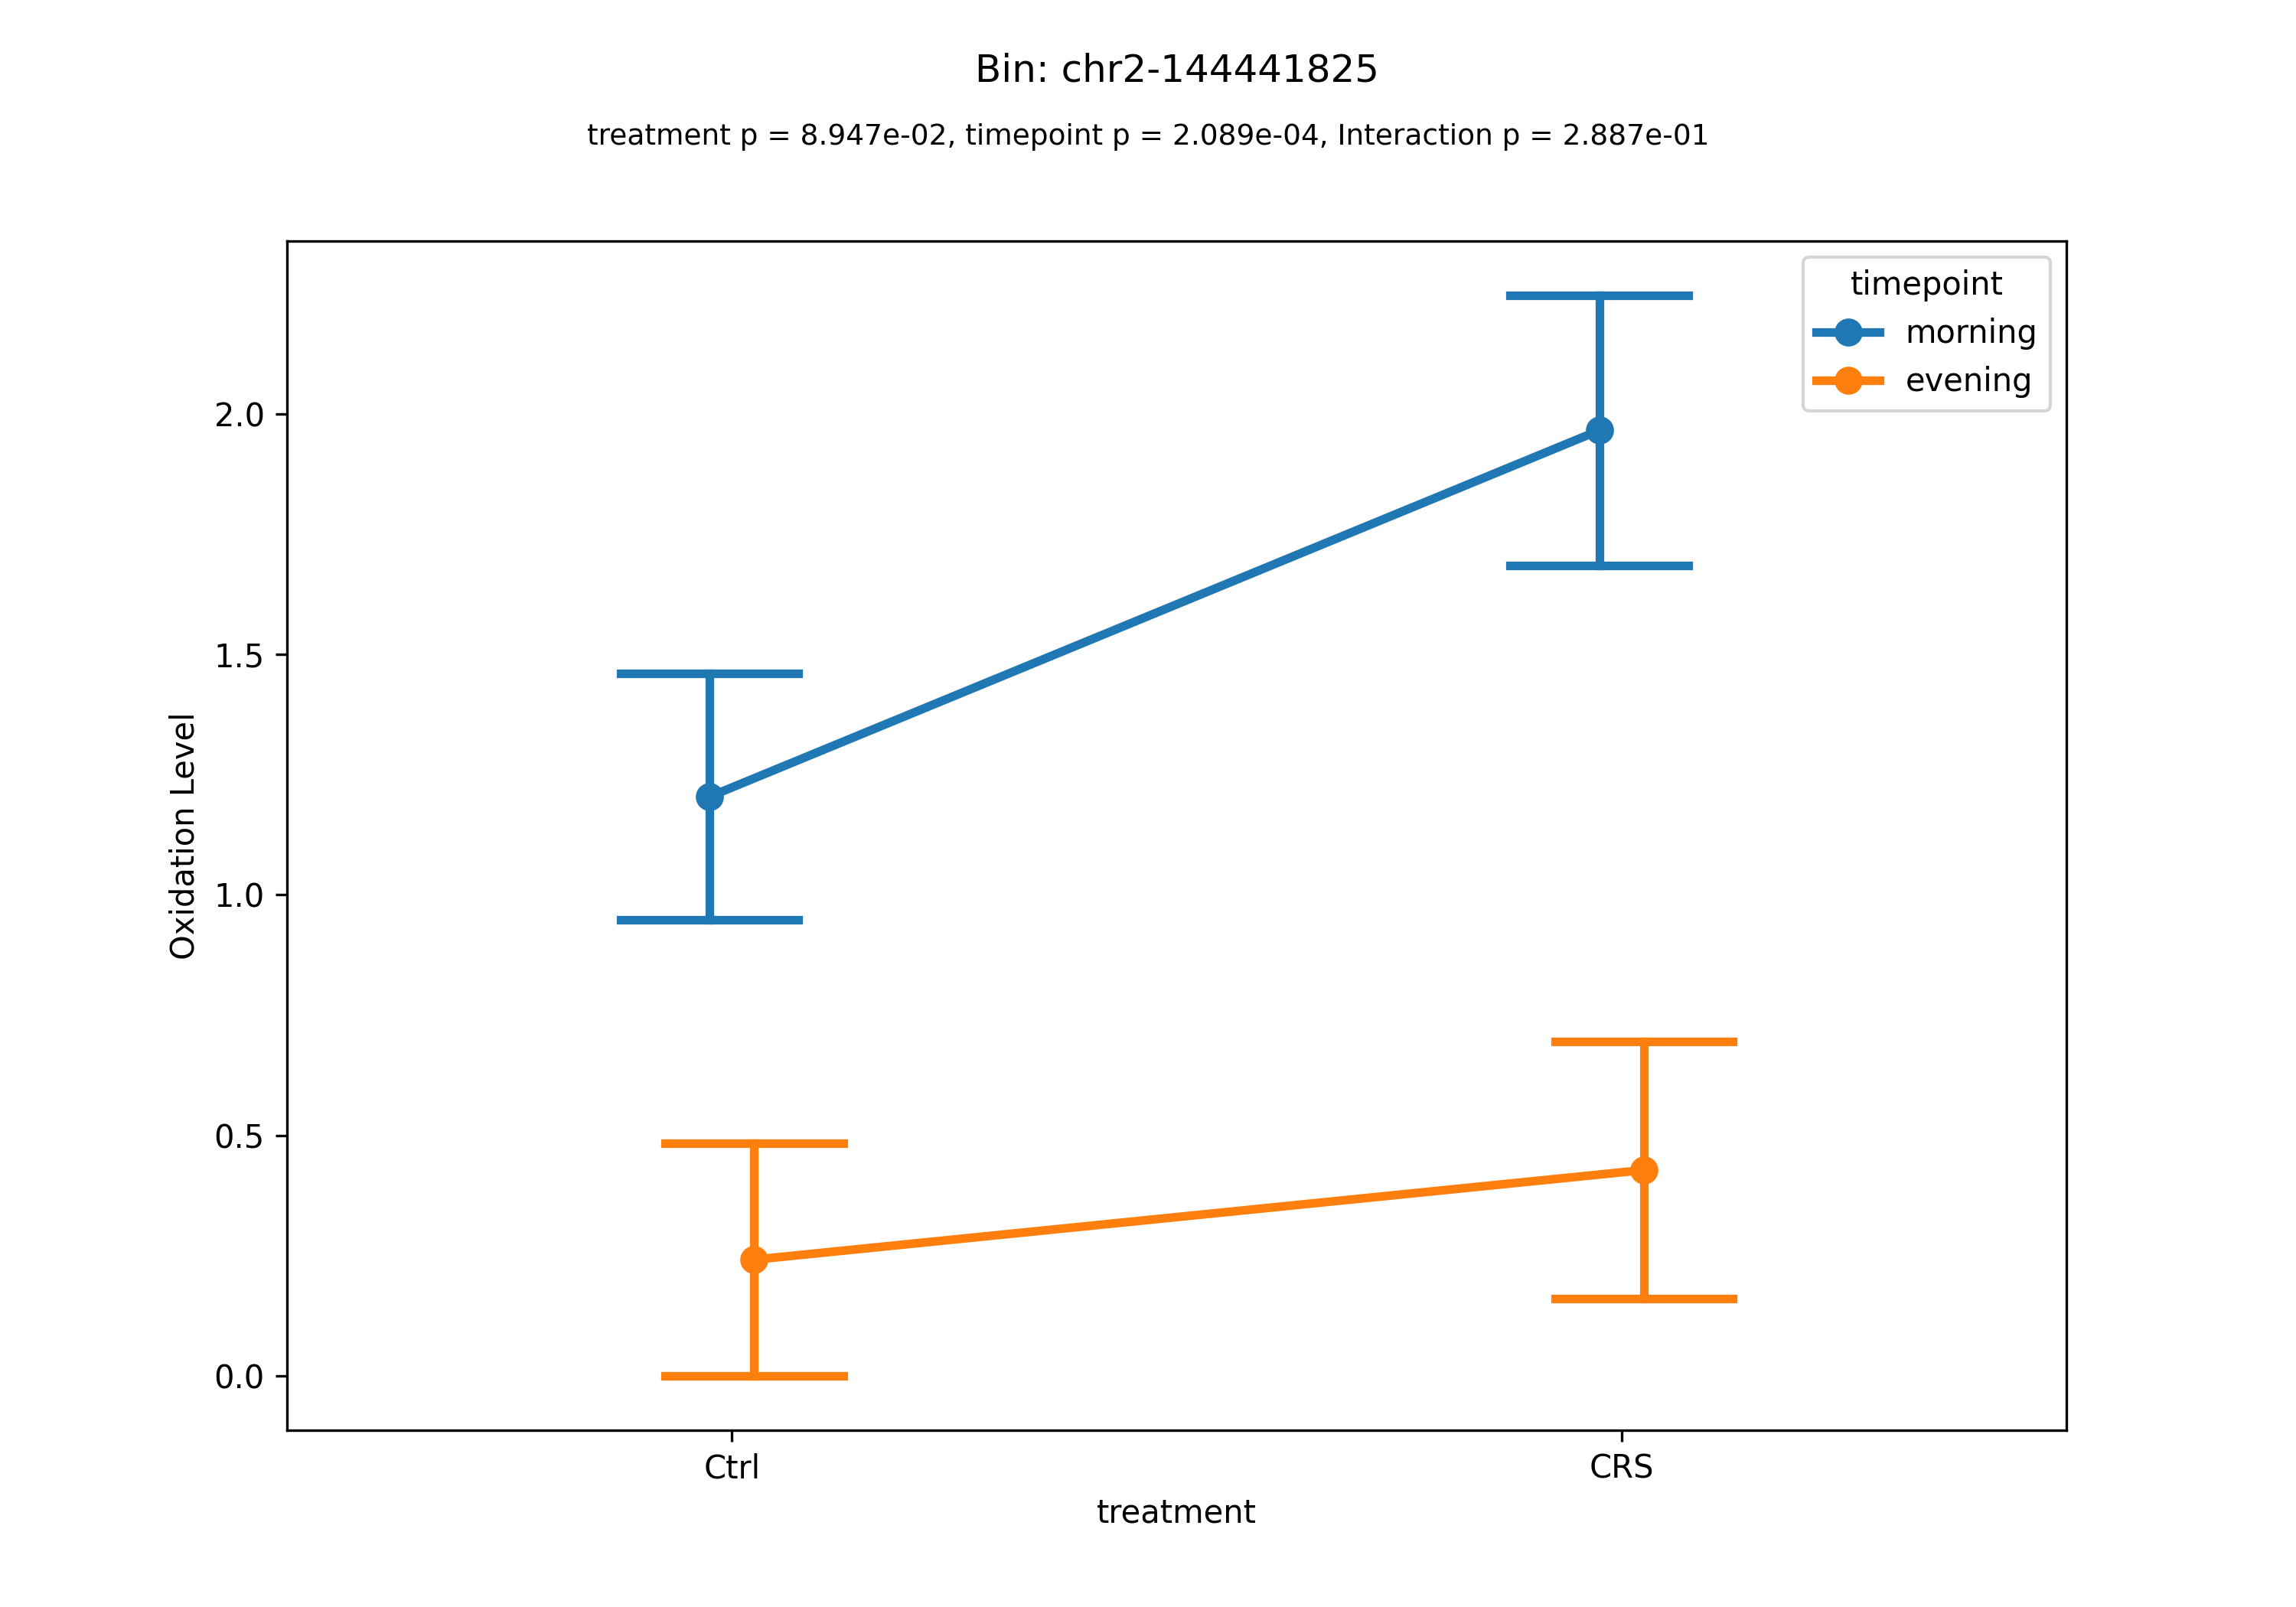 Bin: chr2-144441825
treatment p = 8.947e-02, timepoint p = 2.089e-04, Interaction p = 2.887e-01
timepoint
morning
evening
2.0
1.5
1.0
0.5
0.0
Oxidation Level
Ctrl
CRS
treatment